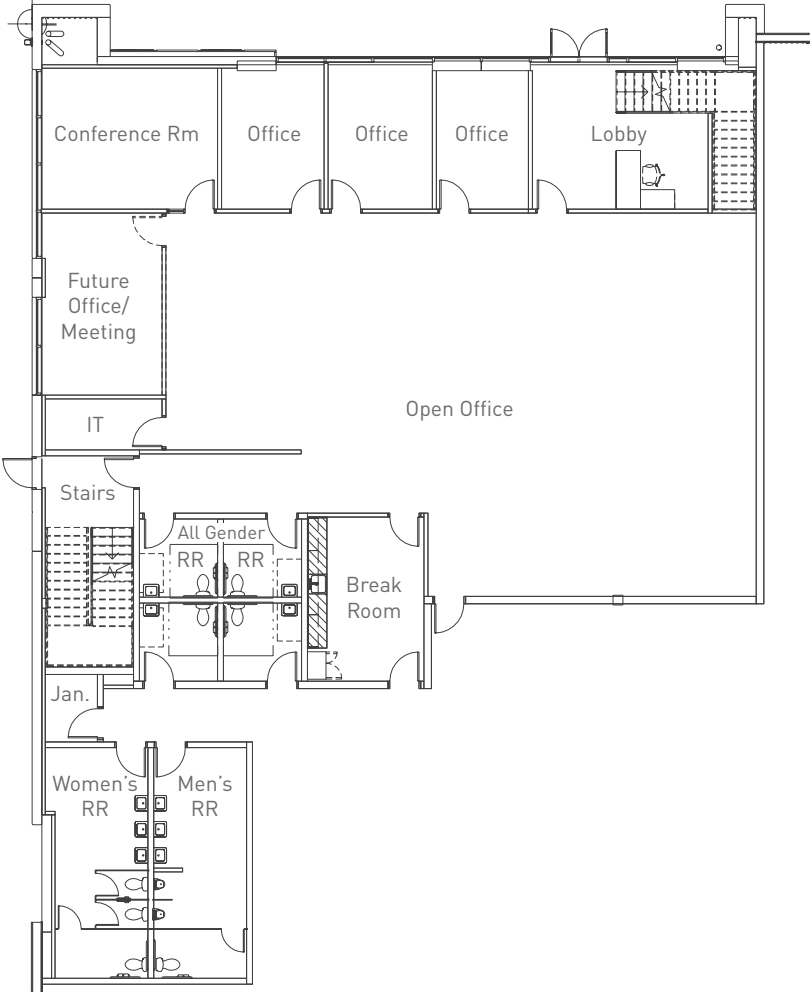 Conference Rm
Office
Office
Office
Lobby
Future
Office/
Meeting
Open Office
IT
Stairs
All Gender
RR
RR
Break
Room
Jan.
Women's
RR
Men's
RR